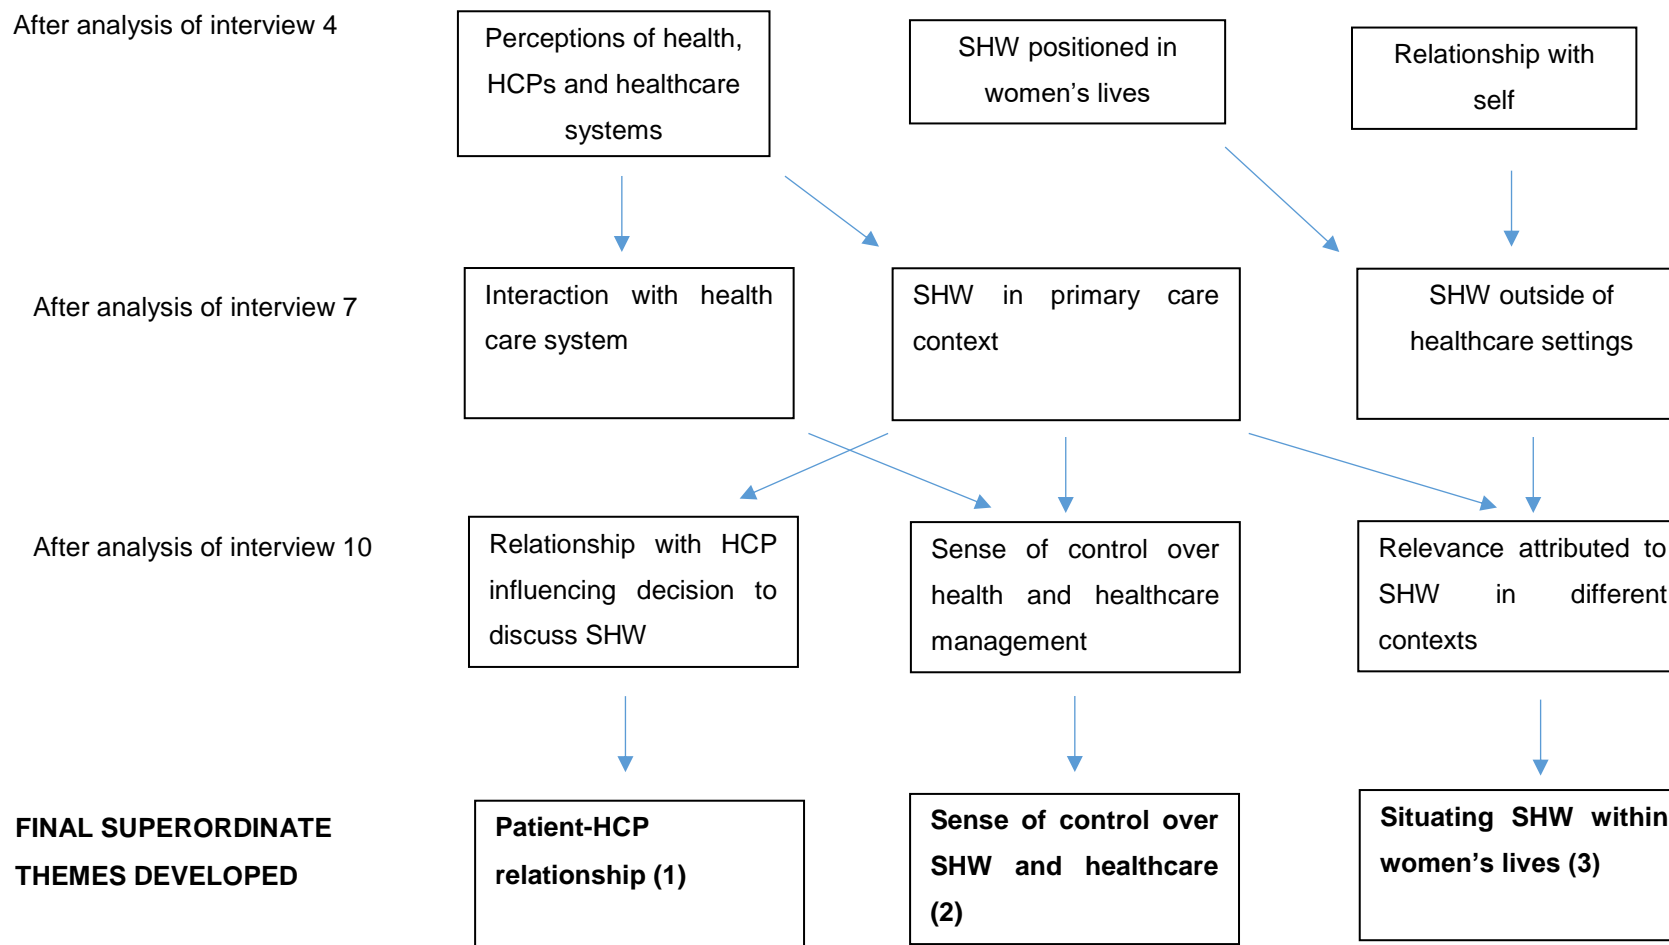 After analysis of interview 4
Perceptions of health,
HCPs and healthcare
systems
SHW positioned in
women’s lives
Relationship with
self
After analysis of interview 7
Interaction with health
care system
SHW in primary care
context
SHW outside of
healthcare settings
After analysis of interview 10
Relationship with HCP
influencing decision to
discuss SHW
Sense of control over
health and healthcare
management
Relevance attributed to
SHW in different
contexts
FINAL SUPERORDINATE
THEMES DEVELOPED
Patient-HCP
relationship (1)
Sense of control over
SHW and healthcare
(2)
Situating SHW within
women’s lives (3)